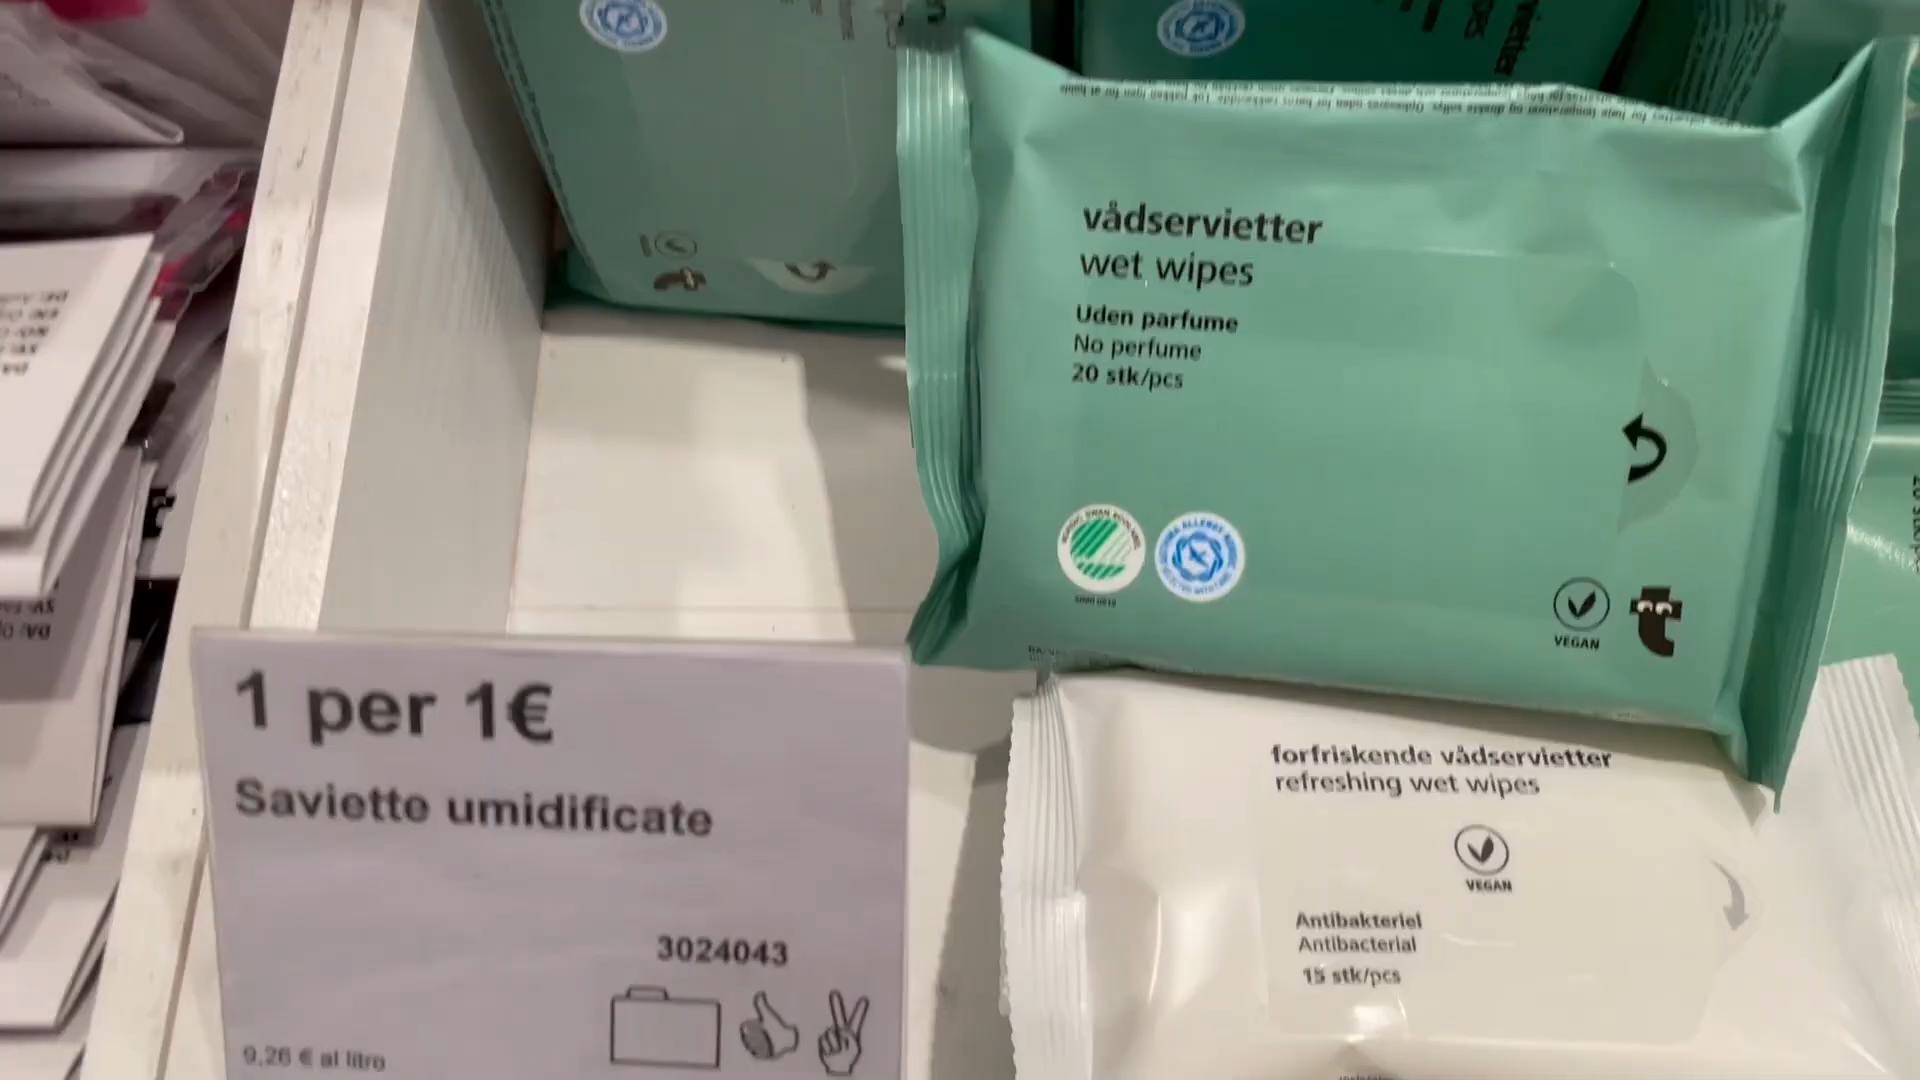 vådservietter
wet wipes
Uden parfume
No perfume
20 stk/pcs
VEGAN
1 per 1€
Saviette umidificate
3024043
9,26 € al litro
forfriskende vådservietter
refreshing wet wipes
VEGAN
Antibakteriel
Antibacterial
15 stk/pcs